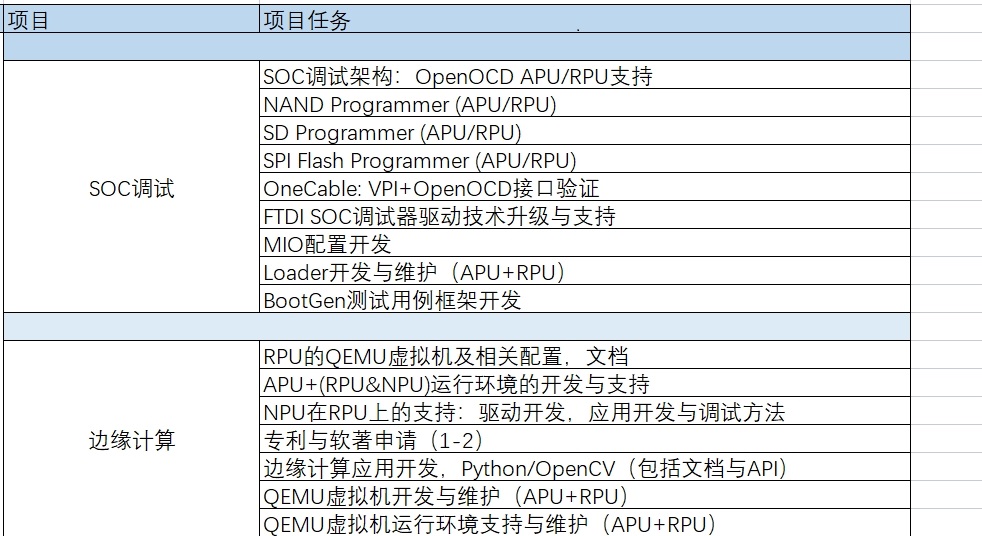 项目 项目任务
SOC调试架构：OpenOCD APU/RPU支持
NAND Programmer (APU/RPU)
SD Programmer (APU/RPU)
SPI Flash Programmer (APU/RPU)
SOC调试 OneCable: VPI+OpenOCD接口验证
FTDI SOC调试器驱动技术升级与支持
MIO配置开发
Loader开发与维护（APU+RPU）
BootGen测试用例框架开发
RPU的QEMU虚拟机及相关配置，文档
APU+(RPU&NPU)运行环境的开发与支持
NPU在RPU上的支持：驱动开发，应用开发与调试方法
边缘计算 专利与软著申请（1-2）
边缘计算应用开发，Python/OpenCV（包括文档与API）
QEMU虚拟机开发与维护（APU+RPU）
QEMU虚拟机运行环境支持与维护（APU+RPU）